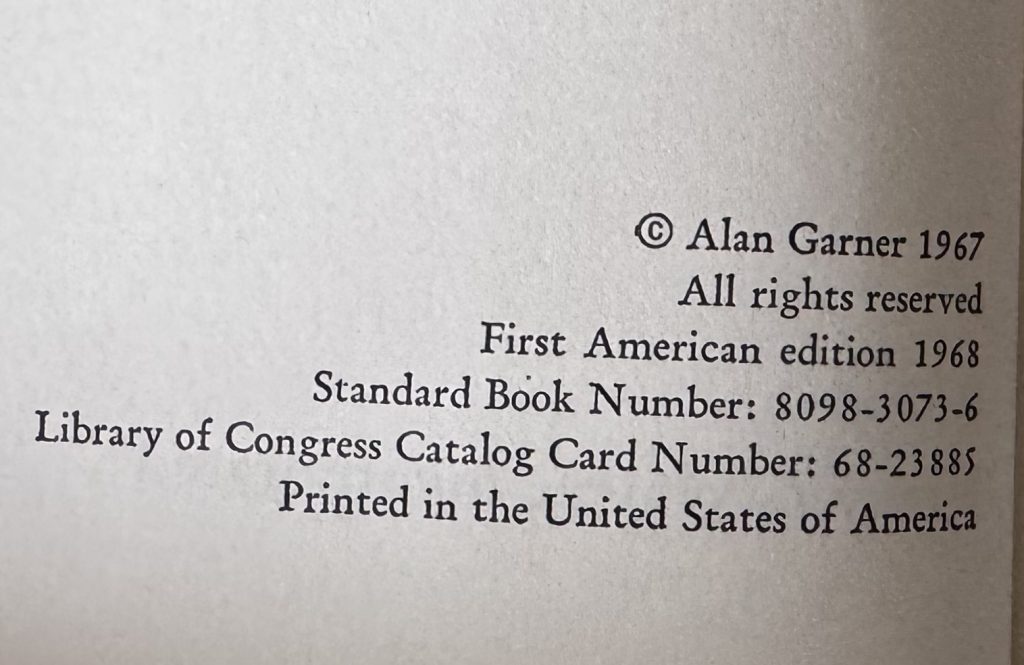 © Alan Garner 1967
All rights reserved
First American edition 1968
Standard Book Number: 8098-3073-6
Library of Congress Catalog Card Number: 68-23885
Printed in the United States of America